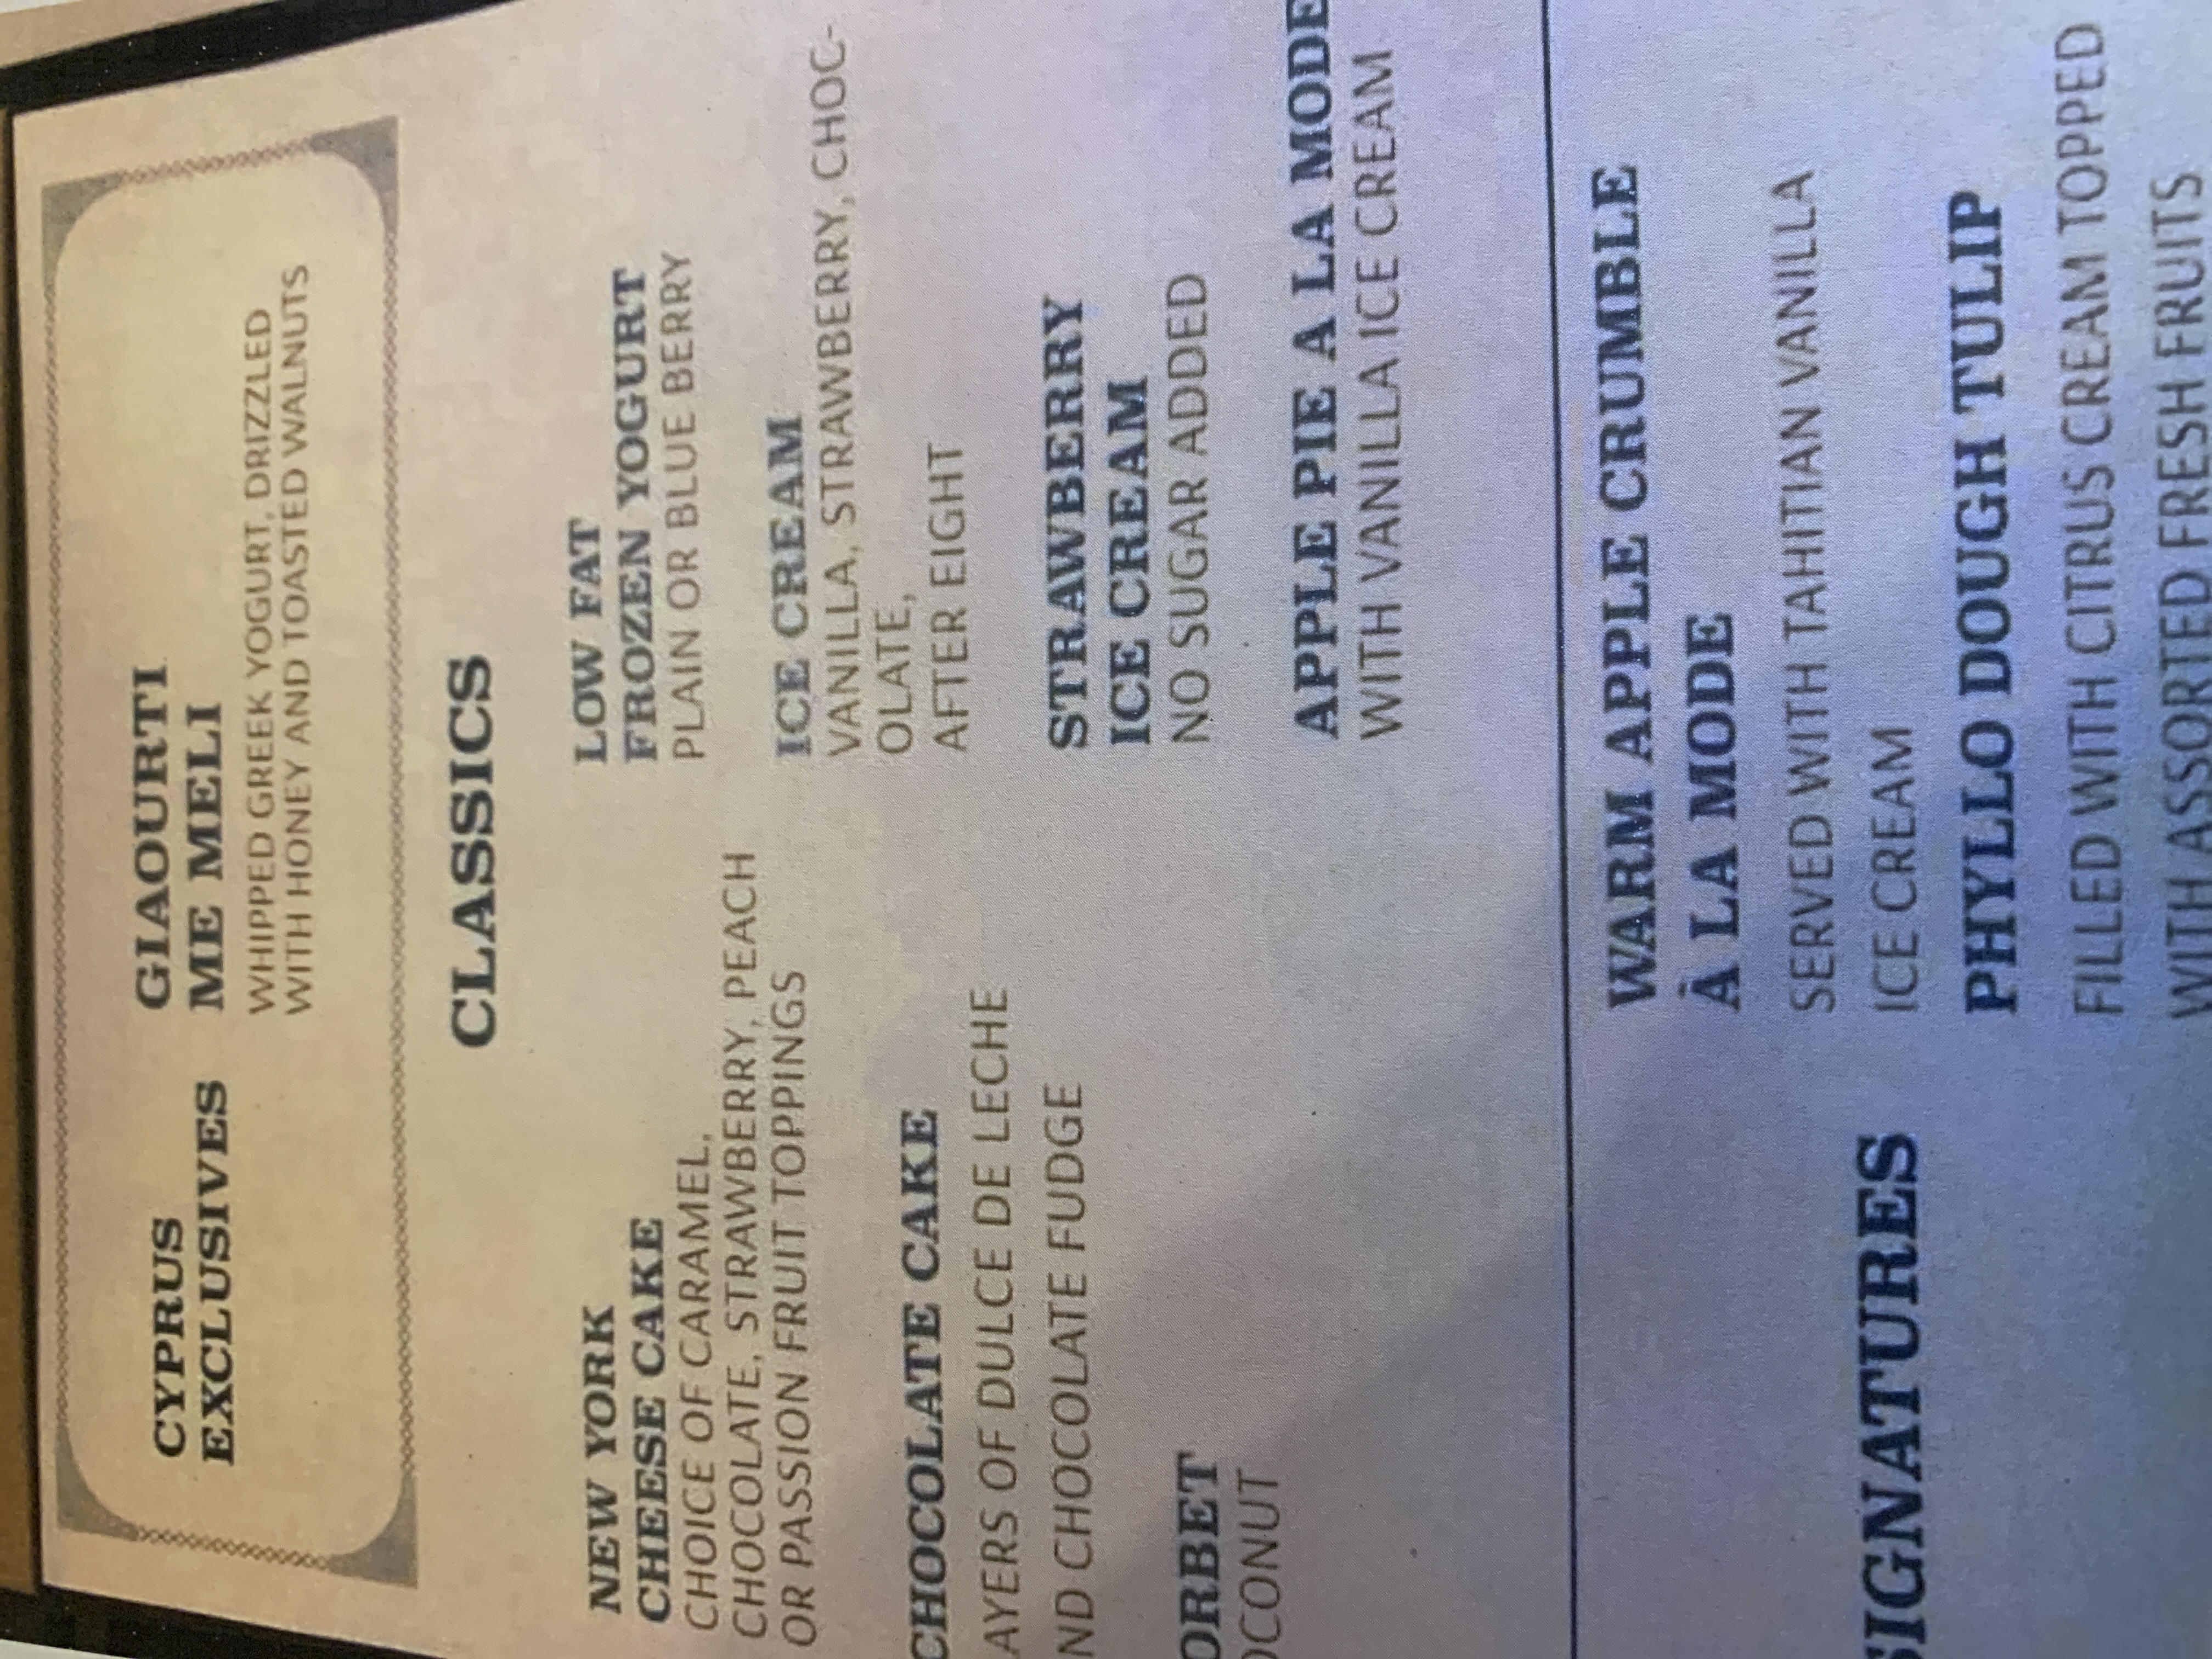 CYPRUS
EXCLUSIVES
GIAOURTI
ME MELI
WHIPPED GREEK YOGURT, DRIZZLED
WITH HONEY AND TOASTED WALNUTS
CLASSICS
NEW YORK
CHEESE CAKE
CHOICE OF CARAMEL,
CHOCOLATE, STRAWBERRY, PEACH
OR PASSION FRUIT TOPPINGS
CHOCOLATE CAKE
AYERS OF DULCE DE LECHE
ND CHOCOLATE FUDGE
ORBET
OCONUT
LOW FAT
FROZEN YOGURT
PLAIN OR BLUE BERRY
ICE CREAM
VANILLA, STRAWBERRY, CHOC-
OLATE,
AFTER EIGHT
STRAWBERRY
ICE CREAM
NO SUGAR ADDED
APPLE PIE A LA MODE
WITH VANILLA ICE CREAM
SIGNATURES
WARM APPLE CRUMBLE
À LA MODE
SERVED WITH TAHITIAN VANILLA
ICE CREAM
PHYLLO DOUGH TULIP
FILLED WITH CITRUS CREAM TOPPED
WITH ASSORTED FRESH FRUITS